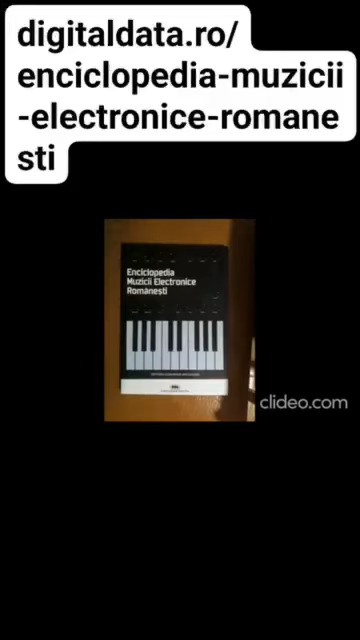 digitaldata.ro/
enciclopedia-muzicii
-electronice-romane
sti
Enciclopedia
Muzicii Electronice
Românești
clideo.com